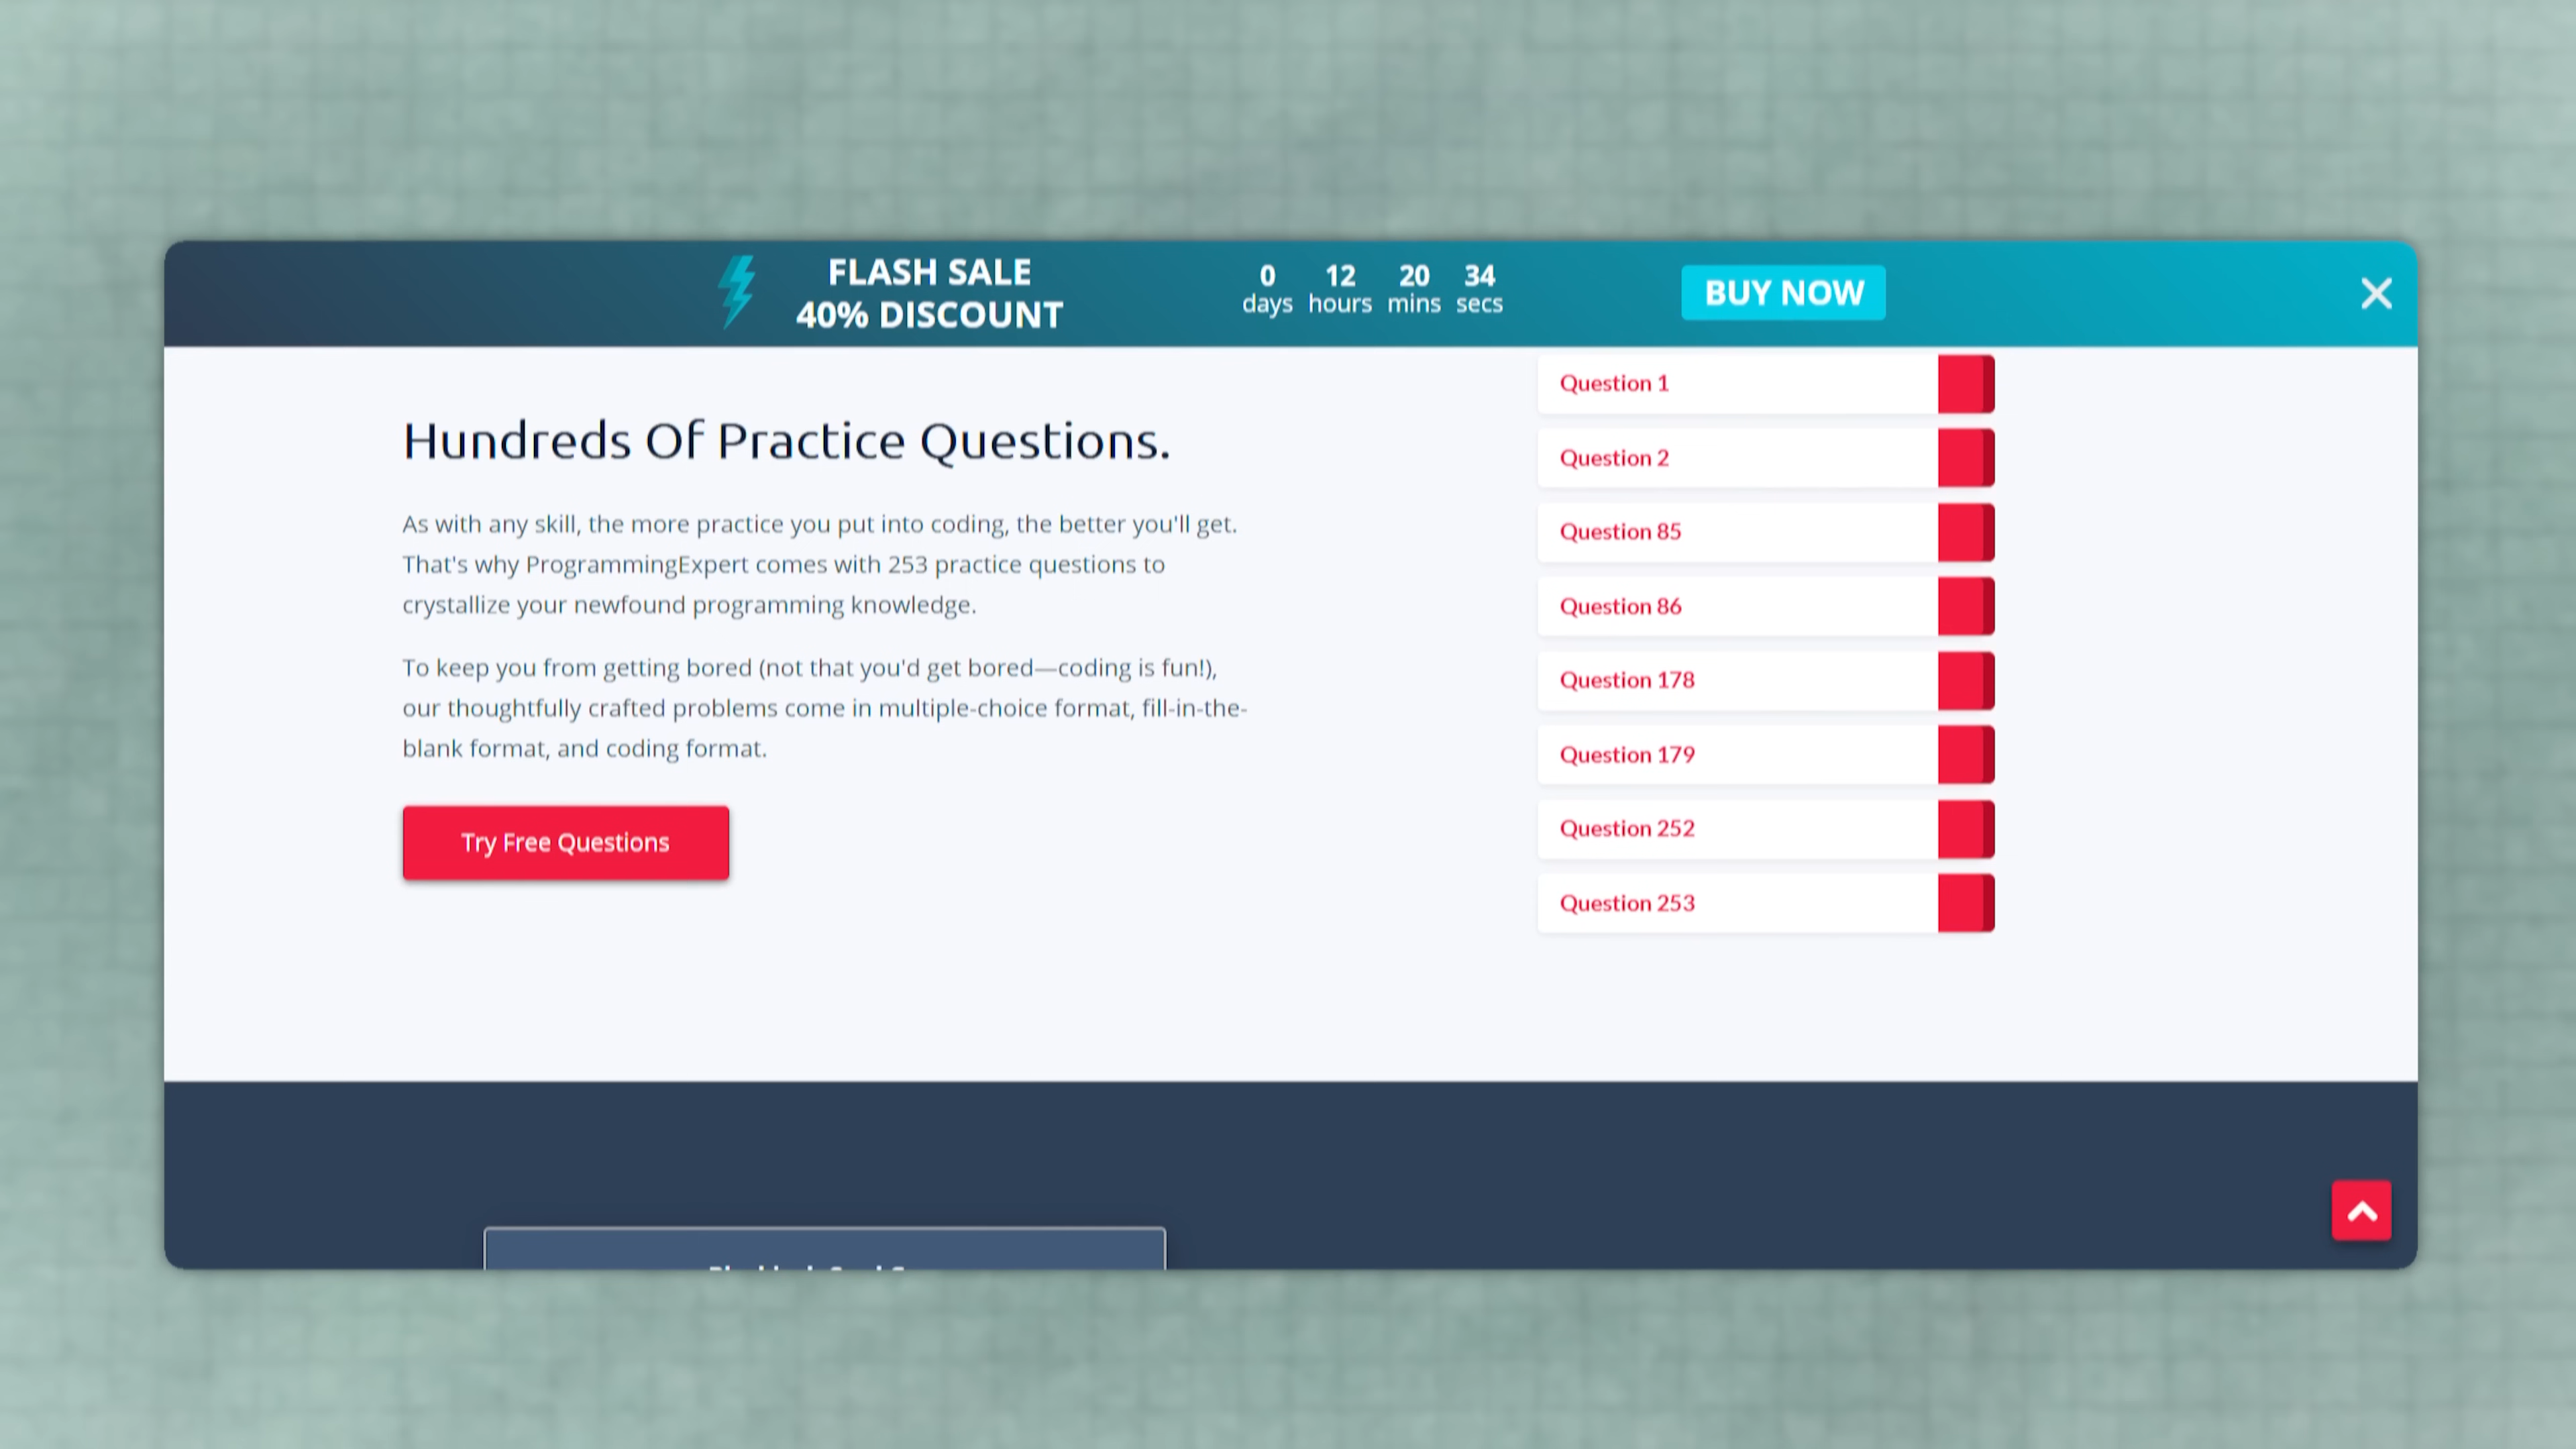 FLASH SALE
40% DISCOUNT
0 12 20 34
days hours mins secs
BUY NOW
Hundreds Of Practice Questions.
As with any skill, the more practice you put into coding, the better you'll get.
That's why ProgrammingExpert comes with 253 practice questions to
crystallize your newfound programming knowledge.
To keep you from getting bored (not that you'd get bored—coding is fun!),
our thoughtfully crafted problems come in multiple-choice format, fill-in-the-
blank format, and coding format.
Try Free Questions
Question 1
Question 2
Question 85
Question 86
Question 178
Question 179
Question 252
Question 253